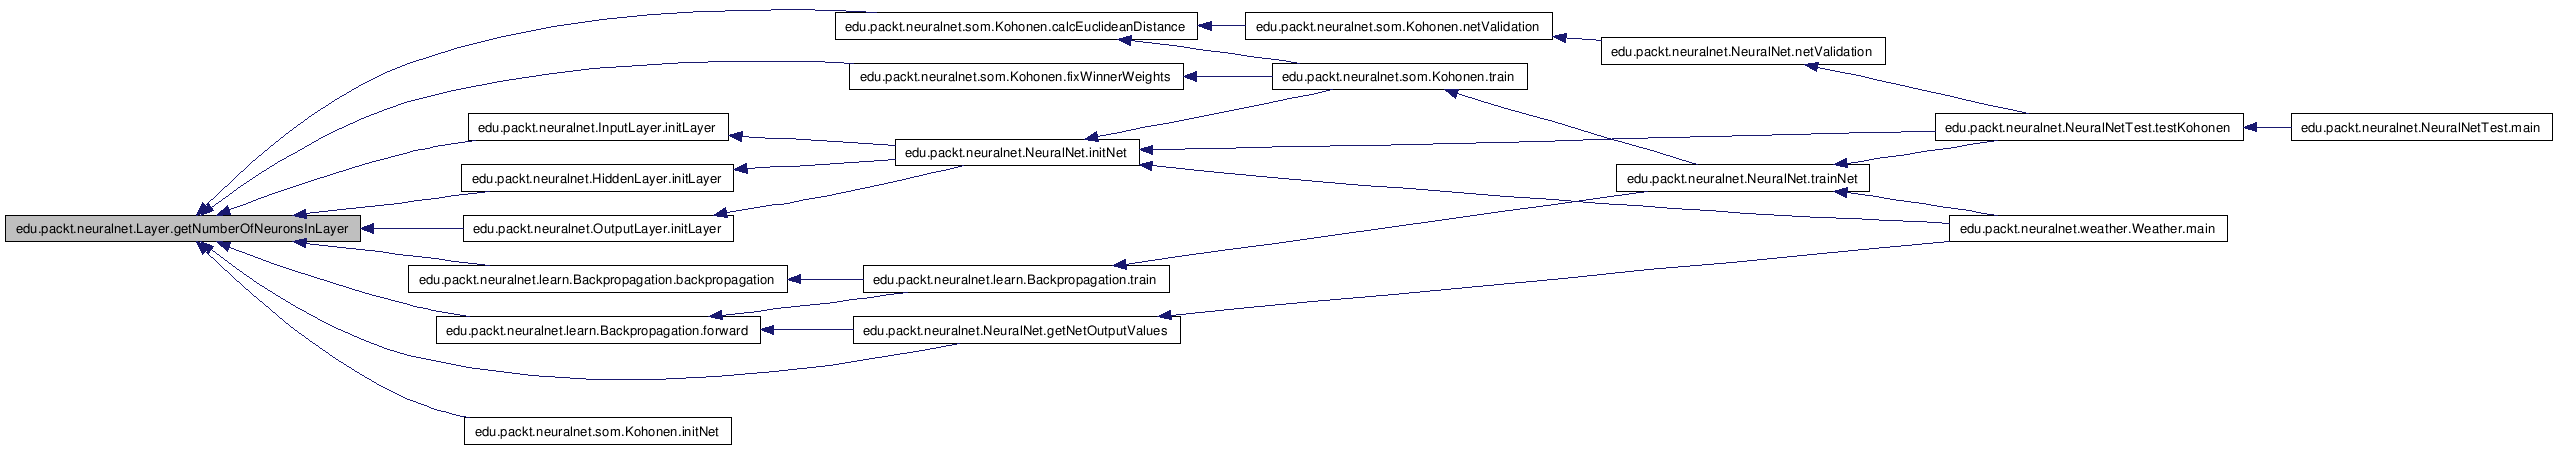 edu.packt.neuralnet.som.Kohonen.calcEuclideanDistance
edu.packt.neuralnet.som.Kohonen.netValidation
edu.packt.neuralnet.NeuralNet.netValidation
edu.packt.neuralnet.som.Kohonen.fixWinnerWeights
edu.packt.neuralnet.som.Kohonen.train
edu.packt.neuralnet.InputLayer.initLayer
edu.packt.neuralnet.NeuralNetTest.testKohonen
edu.packt.neuralnet.NeuralNetTest.main
edu.packt.neuralnet.NeuralNet.initNet
edu.packt.neuralnet.HiddenLayer.initLayer
edu.packt.neuralnet.NeuralNet.trainNet
edu.packt.neuralnet.Layer.getNumberOfNeuronsInLayer
edu.packt.neuralnet.OutputLayer.initLayer
edu.packt.neuralnet.weather.Weather.main
edu.packt.neuralnet.learn.Backpropagation.backpropagation
edu.packt.neuralnet.learn.Backpropagation.train
edu.packt.neuralnet.learn.Backpropagation.forward
edu.packt.neuralnet.NeuralNet.getNetOutputValues
edu.packt.neuralnet.som.Kohonen.initNet